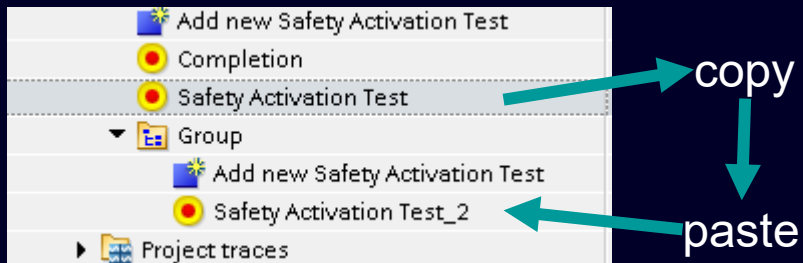 Add new Safety Activation Test
Completion
Safety Activation Test
Group
Add new Safety Activation Test
Safety Activation Test_2
Project traces
copy
paste